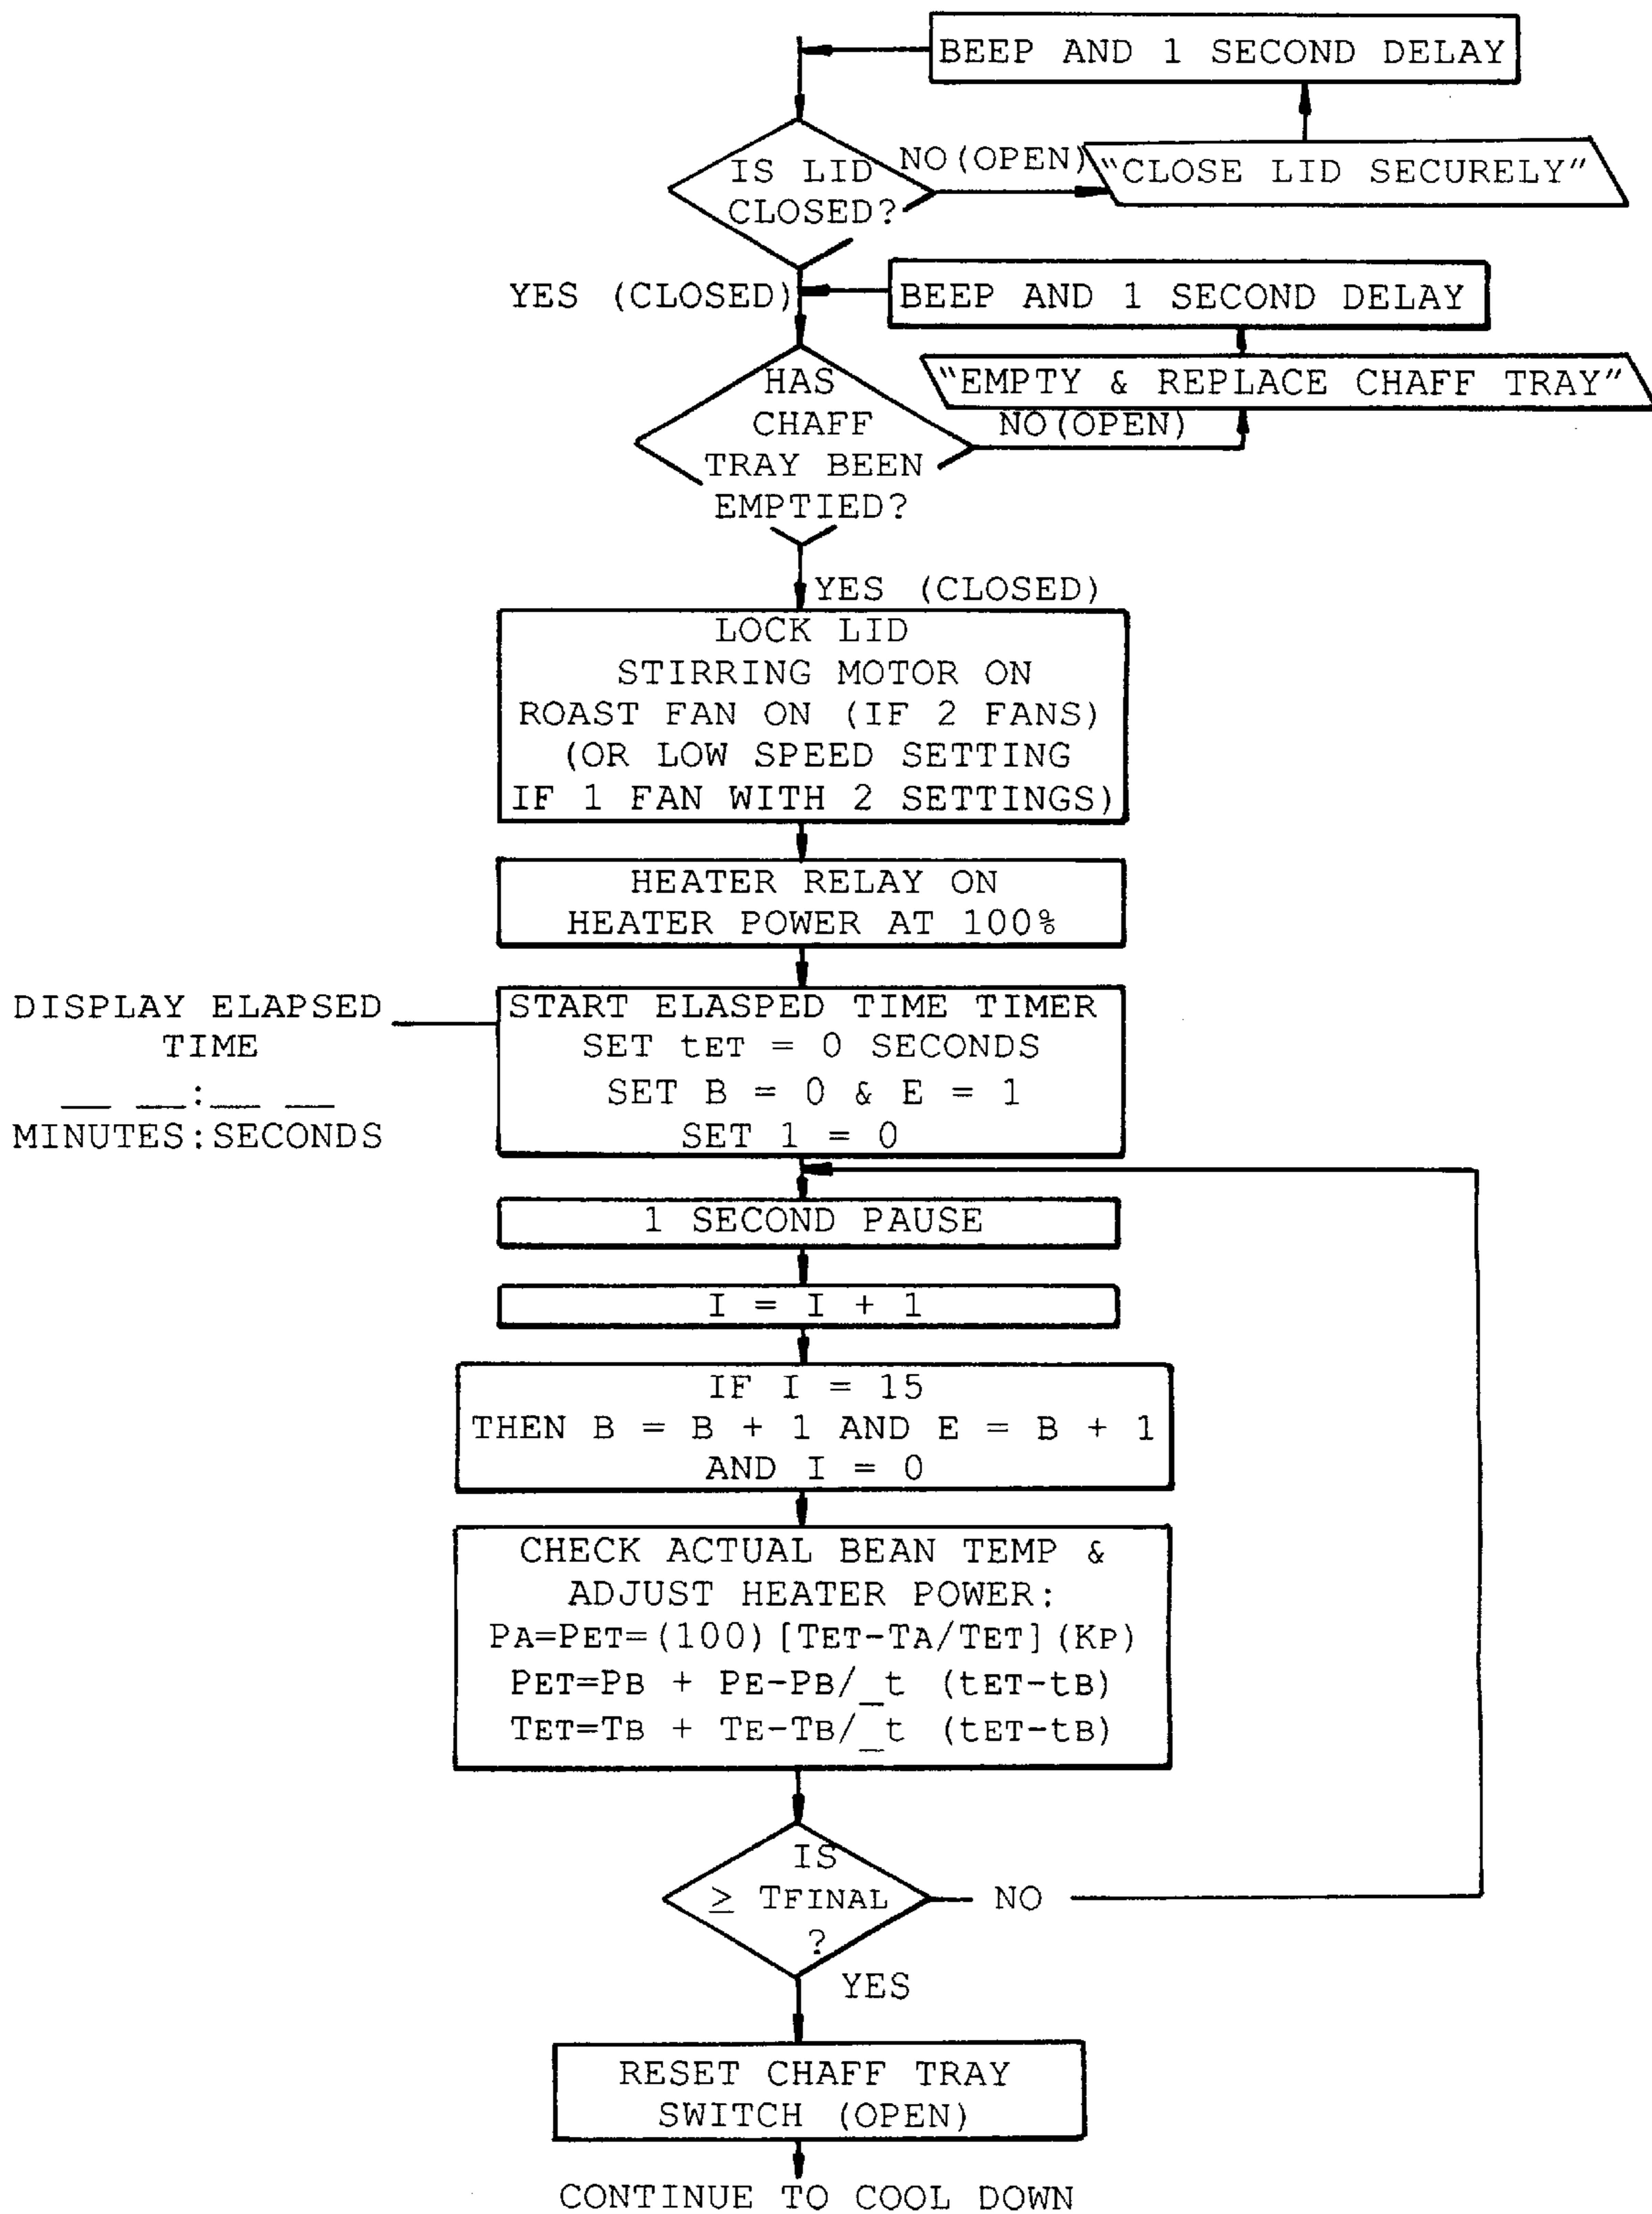 BEEP AND 1 SECOND DELAY
IS LID
CLOSED?
NO(OPEN)
"CLOSE LID SECURELY"
YES (CLOSED)
BEEP AND 1 SECOND DELAY
"EMPTY & REPLACE CHAFF TRAY"
HAS
CHAFF
TRAY BEEN
EMPTIED?
NO(OPEN)
YES (CLOSED)
LOCK LID
STIRRING MOTOR ON
ROAST FAN ON (IF 2 FANS)
(OR LOW SPEED SETTING
IF 1 FAN WITH 2 SETTINGS)
HEATER RELAY ON
HEATER POWER AT 100%
DISPLAY ELAPSED
TIME
__ __:__ __
MINUTES:SECONDS
START ELASPED TIME TIMER
SET tET = 0 SECONDS
SET B = 0 & E = 1
SET 1 = 0
1 SECOND PAUSE
I = I + 1
IF I = 15
THEN B = B + 1 AND E = B + 1
AND I = 0
CHECK ACTUAL BEAN TEMP &
ADJUST HEATER POWER:
PA=PET=(100)[TET-TA/TET](KP)
PET=PB + PE-PB/_t (tET-tB)
TET=TB + TE-TB/_t (tET-tB)
IS
≥ TFINAL
?
NO
YES
RESET CHAFF TRAY
SWITCH (OPEN)
CONTINUE TO COOL DOWN